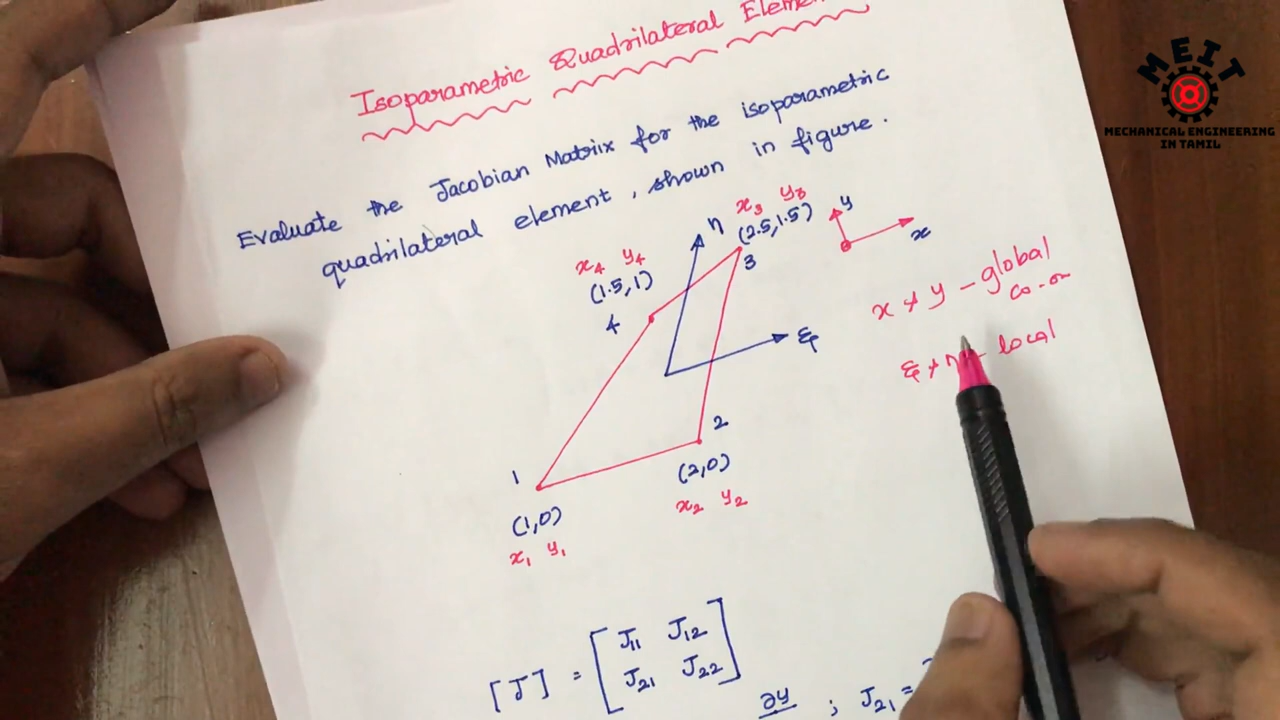 Isoparametric Quadrilateral Elemen
Evaluate the Jacobian Matriix for the isoparametric
quadrilateral element, shown in figure.
MEIT
MECHANICAL ENGINEERING
IN TAMIL
η
x₃ y₃
(2.5,1.5)
3
y
x
x₄ y₄
(1.5,1)
4
ξ
x, y - global
co-or
ξ, η - local
1
(1,0)
x₁ y₁
2
(2,0)
x₂ y₂
[J] = [J₁₁ J₁₂
J₂₁ J₂₂]
∂y ; J₂₁ =